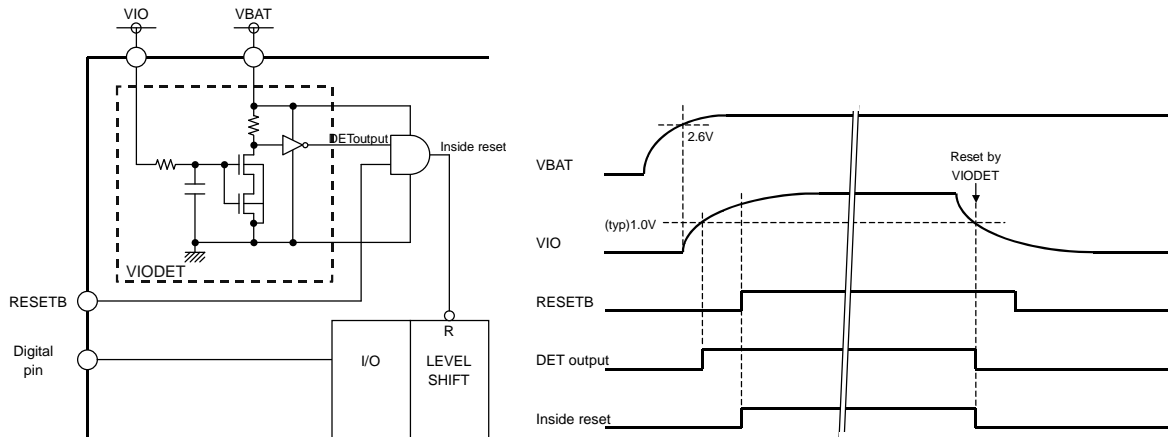 VIO
VBAT
DEToutput
Inside reset
VIODET
RESETB
Digital
pin
I/O
R
LEVEL
SHIFT
VBAT
2.6V
Reset by
VIODET
(typ)1.0V
VIO
RESETB
DET output
Inside reset